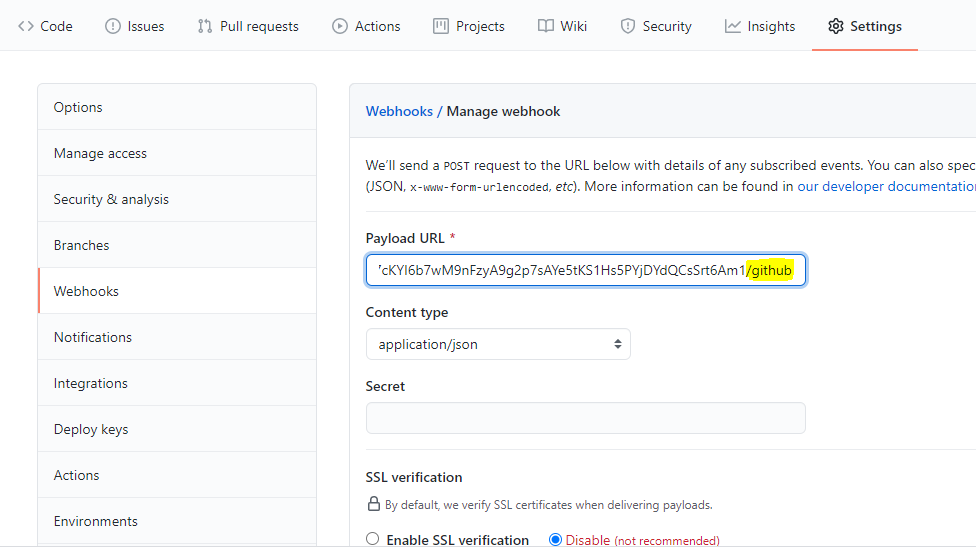 Code Issues Pull requests Actions Projects Wiki Security Insights Settings
Options
Manage access
Security & analysis
Branches
Webhooks
Notifications
Integrations
Deploy keys
Actions
Environments
Webhooks / Manage webhook
We'll send a POST request to the URL below with details of any subscribed events. You can also spec
(JSON, x-www-form-urlencoded, etc). More information can be found in our developer documentation
Payload URL *
cKYI6b7wM9nFzyA9g2p7sAYe5tKS1Hs5PYjDYdQCsSrt6Am1/github
Content type
application/json
Secret
SSL verification
By default, we verify SSL certificates when delivering payloads.
Enable SSL verification Disable (not recommended)